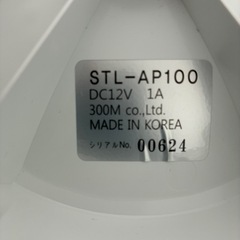 STL-AP100
DC12V 1A
300M co.,Ltd.
MADE IN KOREA
シリアルNo. 00624